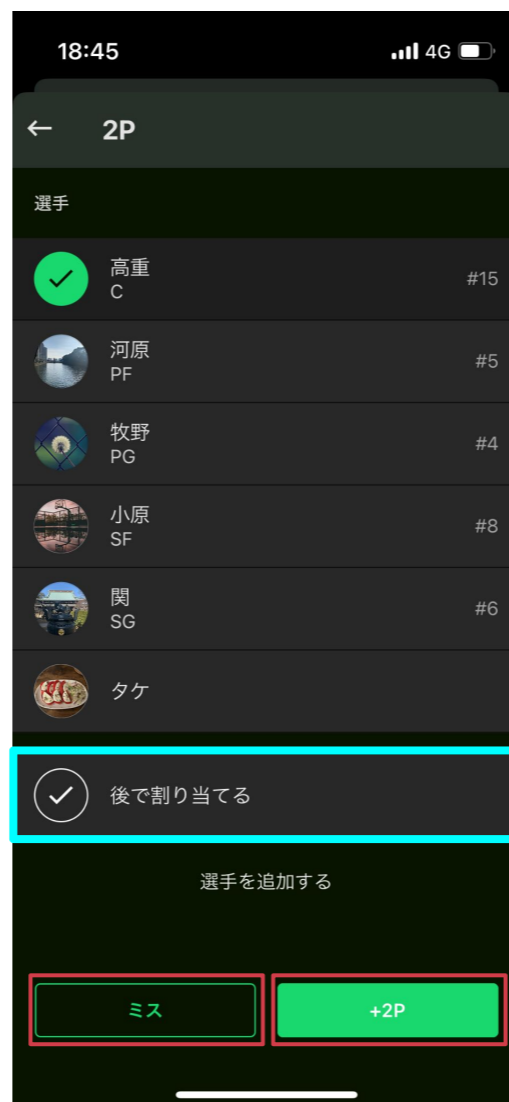 18:45
4G
2P
選手
高重
C
#15
河原
PF
#5
牧野
PG
#4
小原
SF
#8
関
SG
#6
タケ
後で割り当てる
選手を追加する
ミス
+2P